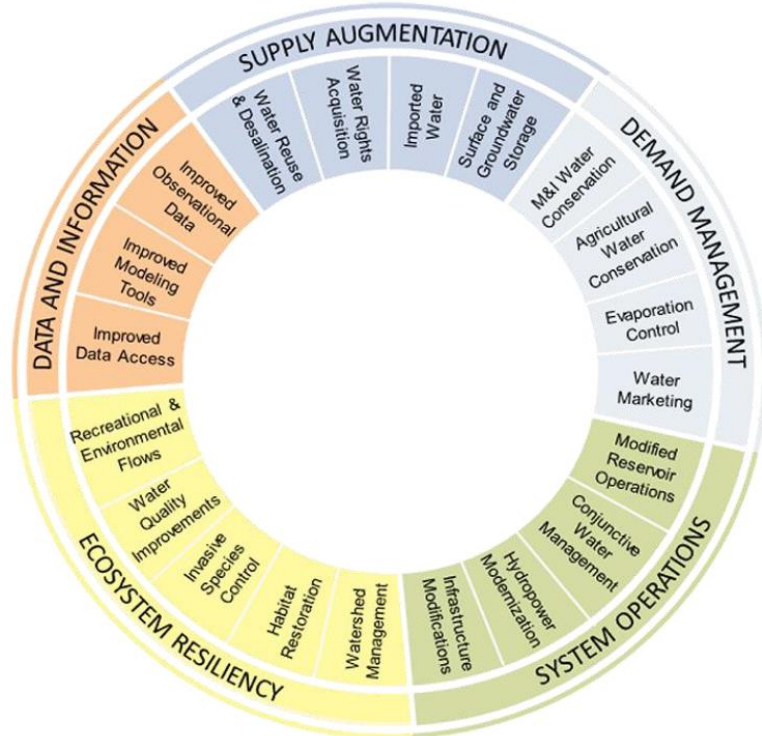 SUPPLY AUGMENTATION
Water Reuse
& Desalination
Water Rights
Acquisition
Imported
Water
Surface and
Groundwater
Storage
DEMAND MANAGEMENT
M&I Water
Conservation
Agricultural
Water
Conservation
Evaporation
Control
Water
Marketing
SYSTEM OPERATIONS
Modified
Reservoir
Operations
Conjunctive
Water
Management
Hydropower
Modernization
Infrastructure
Modifications
ECOSYSTEM RESILIENCY
Watershed
Management
Habitat
Restoration
Invasive
Species
Control
Water
Quality
Improvements
Recreational &
Environmental
Flows
DATA AND INFORMATION
Improved
Data Access
Improved
Modeling
Tools
Improved
Observational
Data